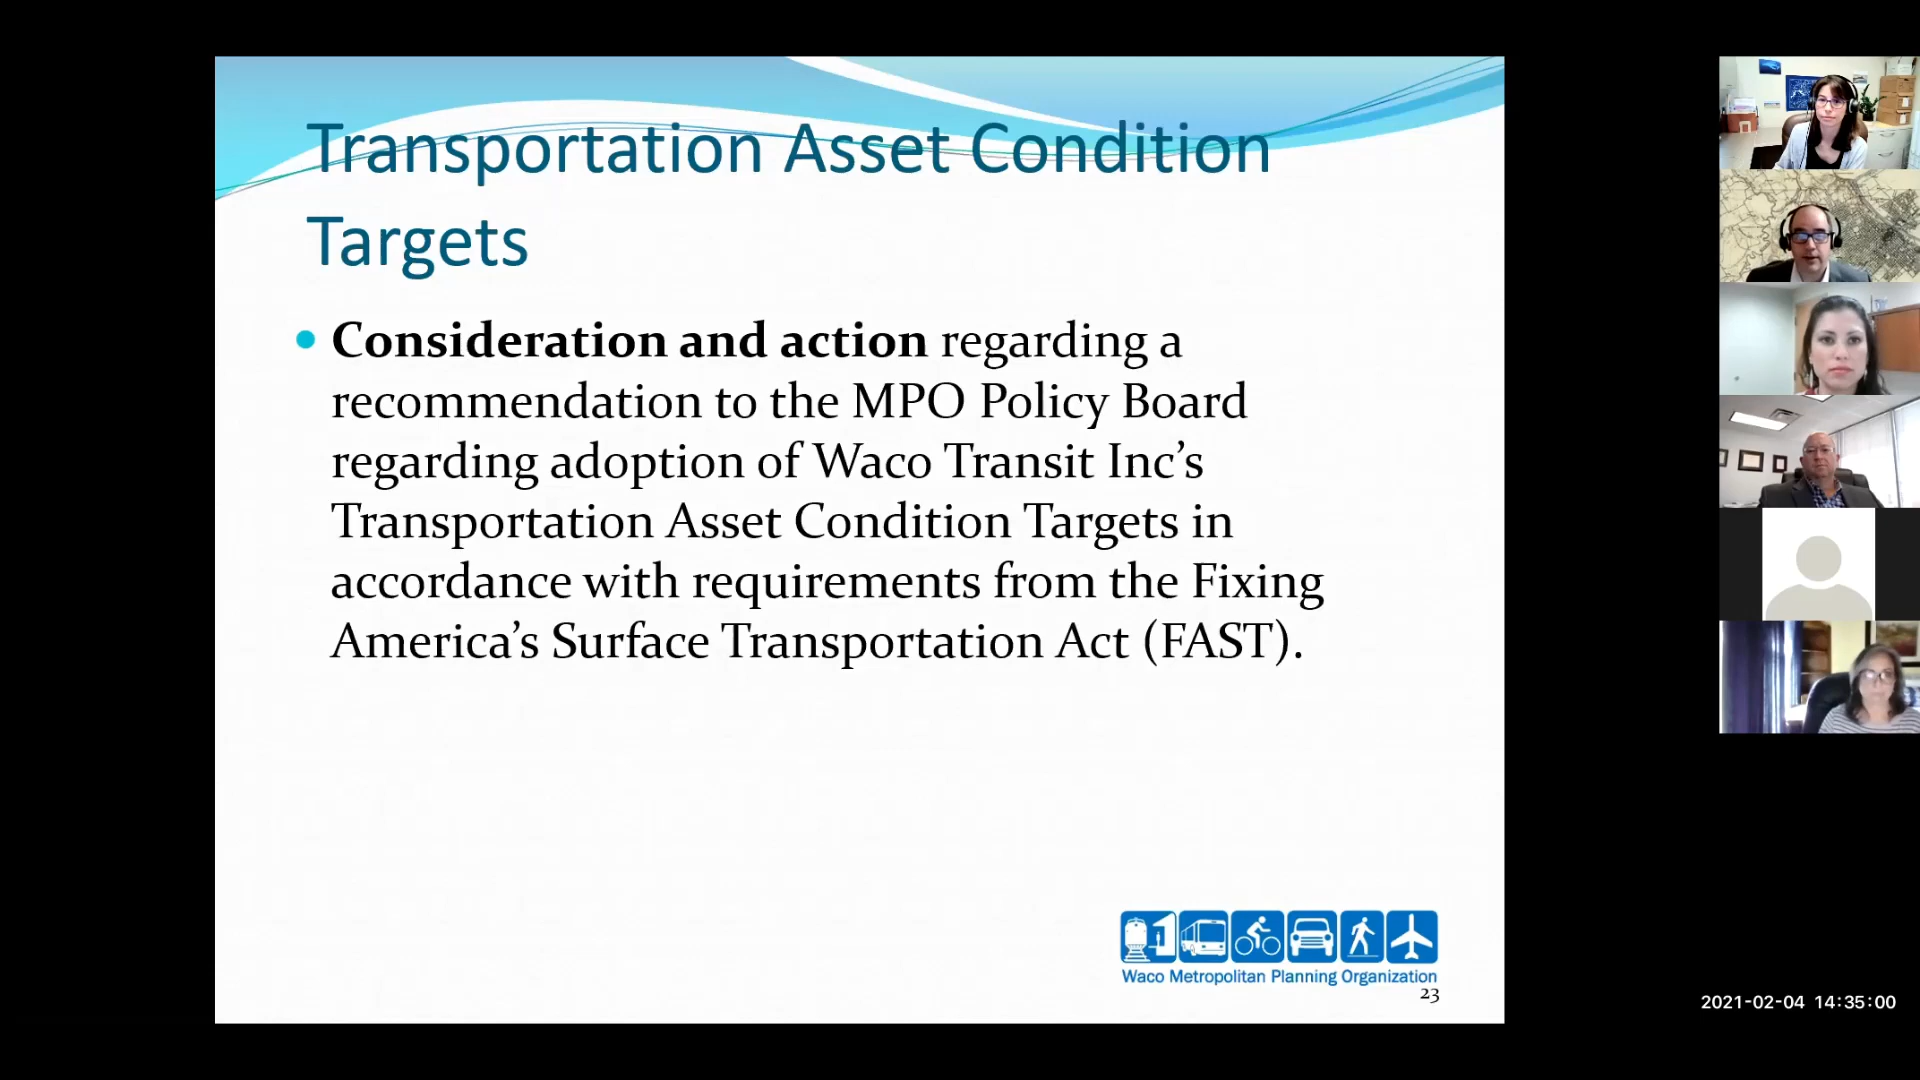 Transportation Asset Condition
Targets
Consideration and action regarding a
recommendation to the MPO Policy Board
regarding adoption of Waco Transit Inc’s
Transportation Asset Condition Targets in
accordance with requirements from the Fixing
America’s Surface Transportation Act (FAST).
Waco Metropolitan Planning Organization
23
2021-02-04 14:35:00